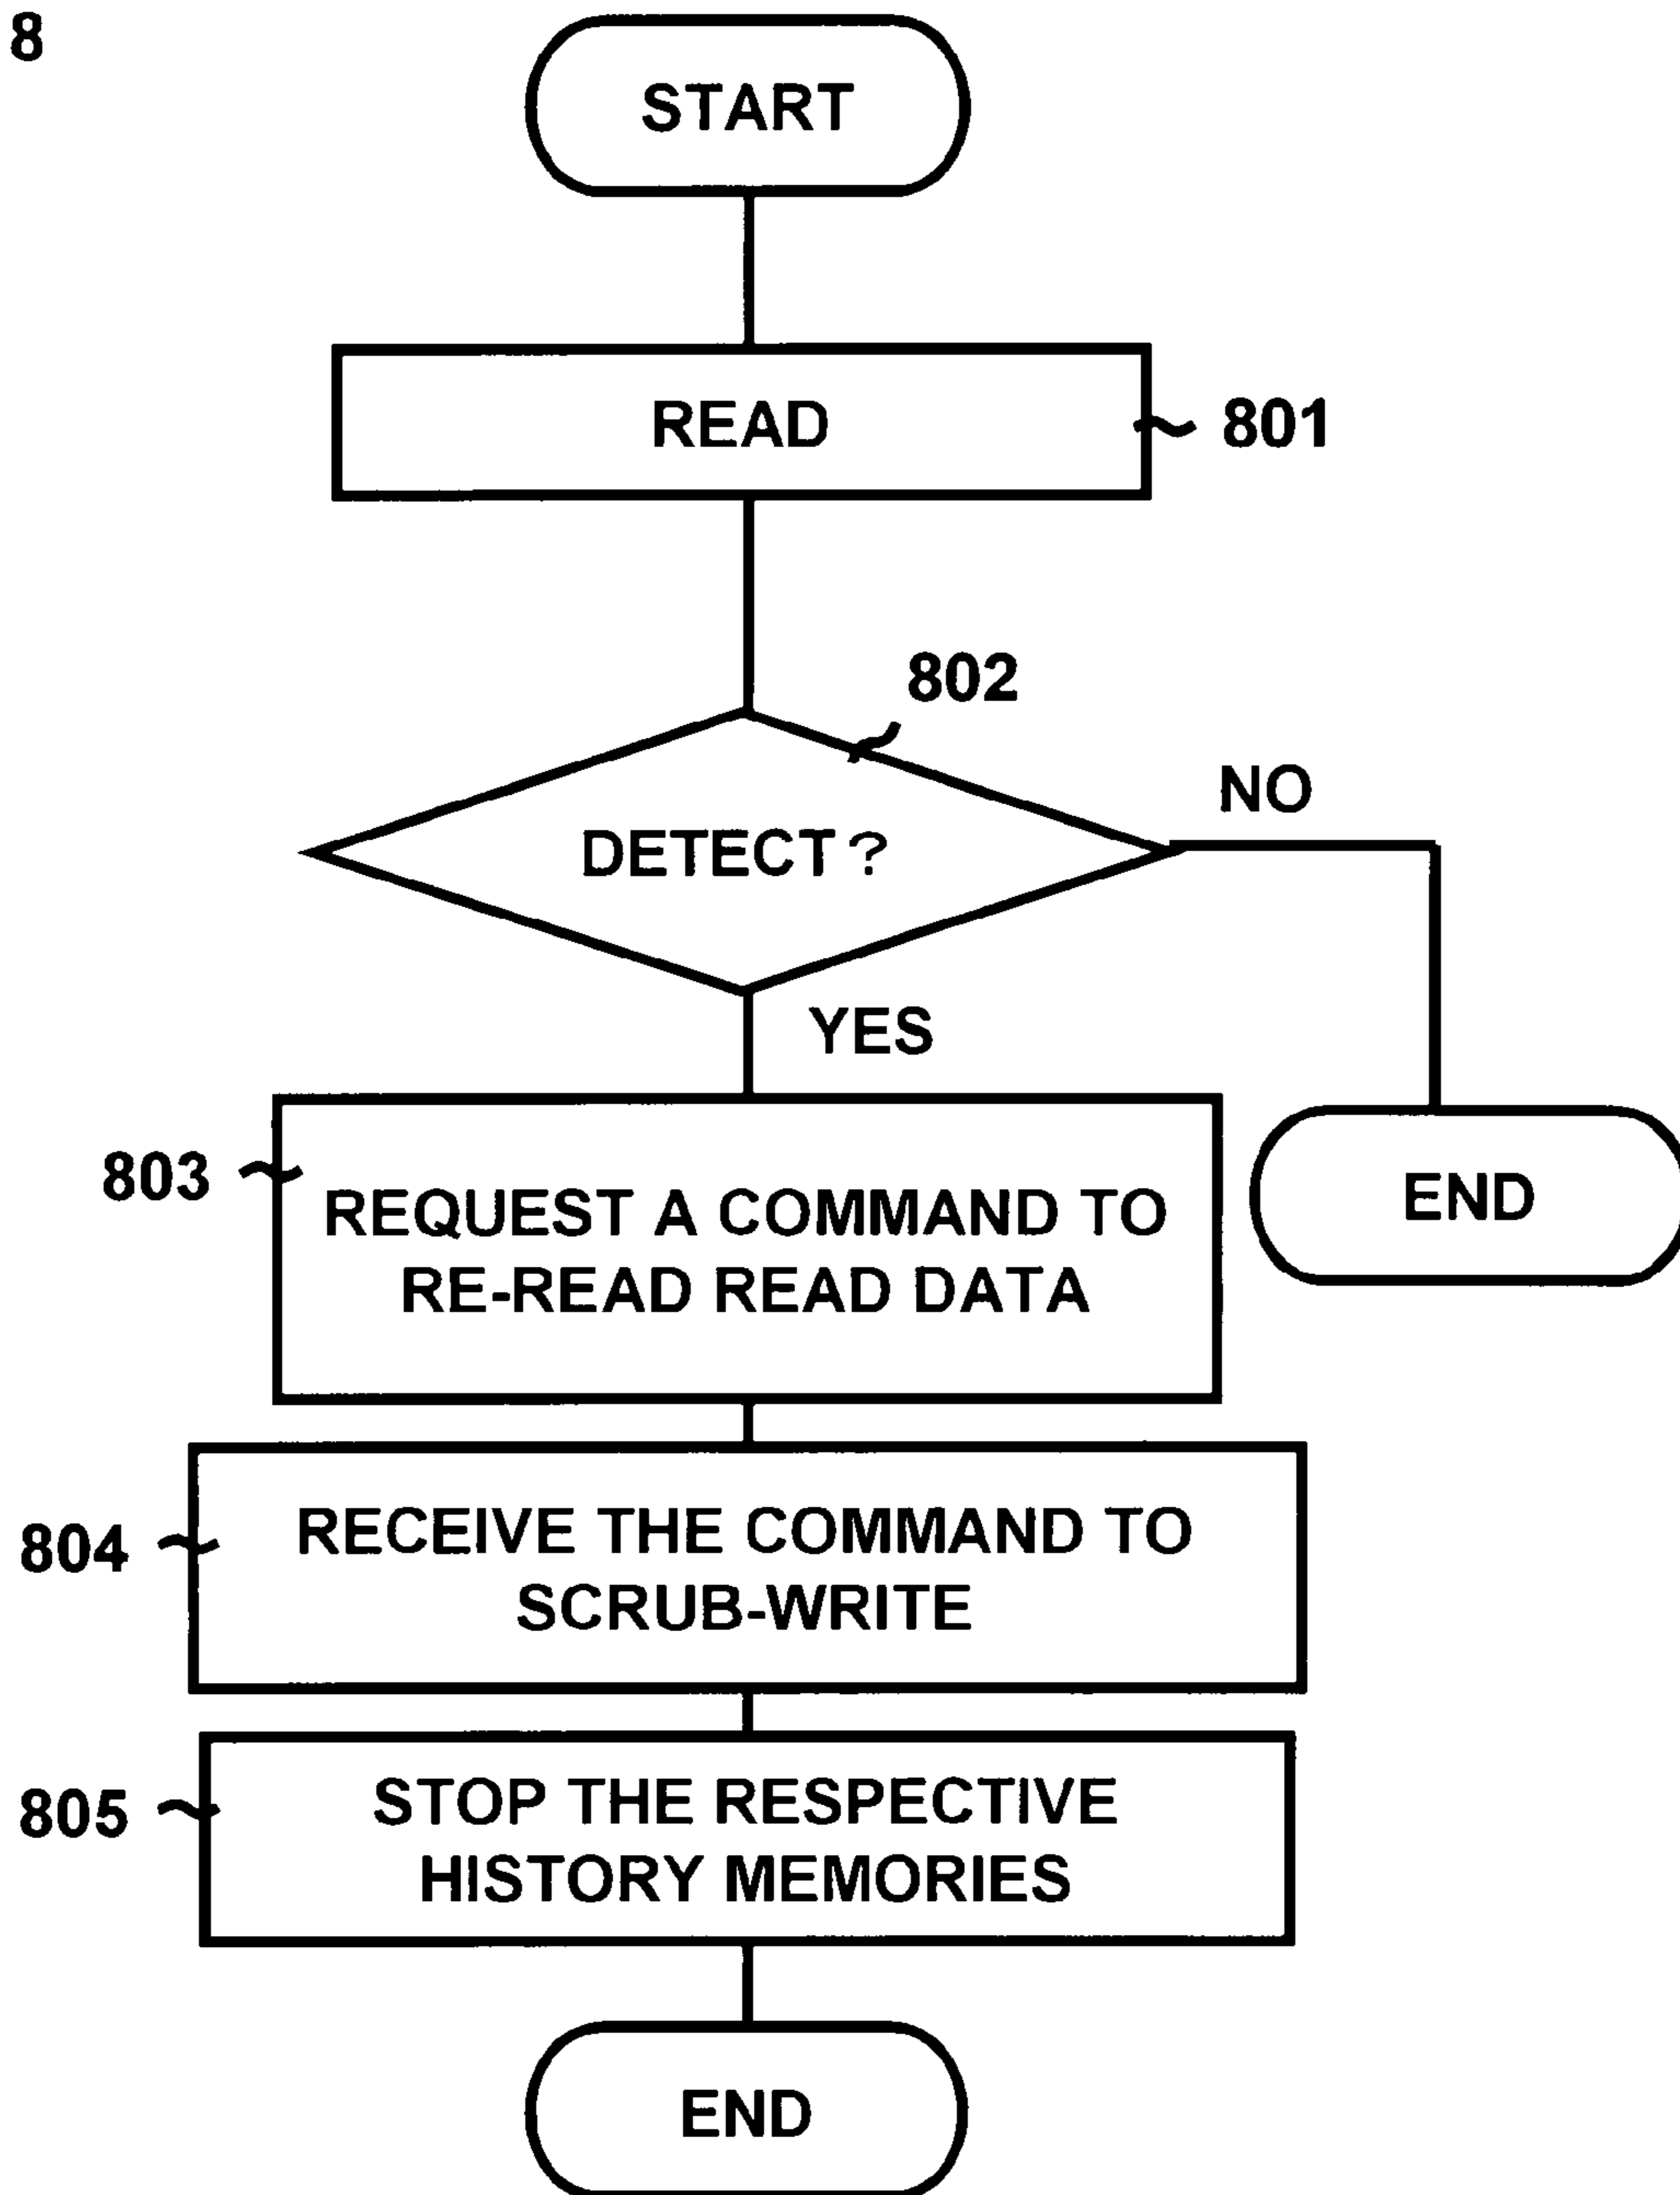 8
START
READ
801
802
DETECT?
NO
YES
803
REQUEST A COMMAND TO
RE-READ READ DATA
END
804
RECEIVE THE COMMAND TO
SCRUB-WRITE
805
STOP THE RESPECTIVE
HISTORY MEMORIES
END